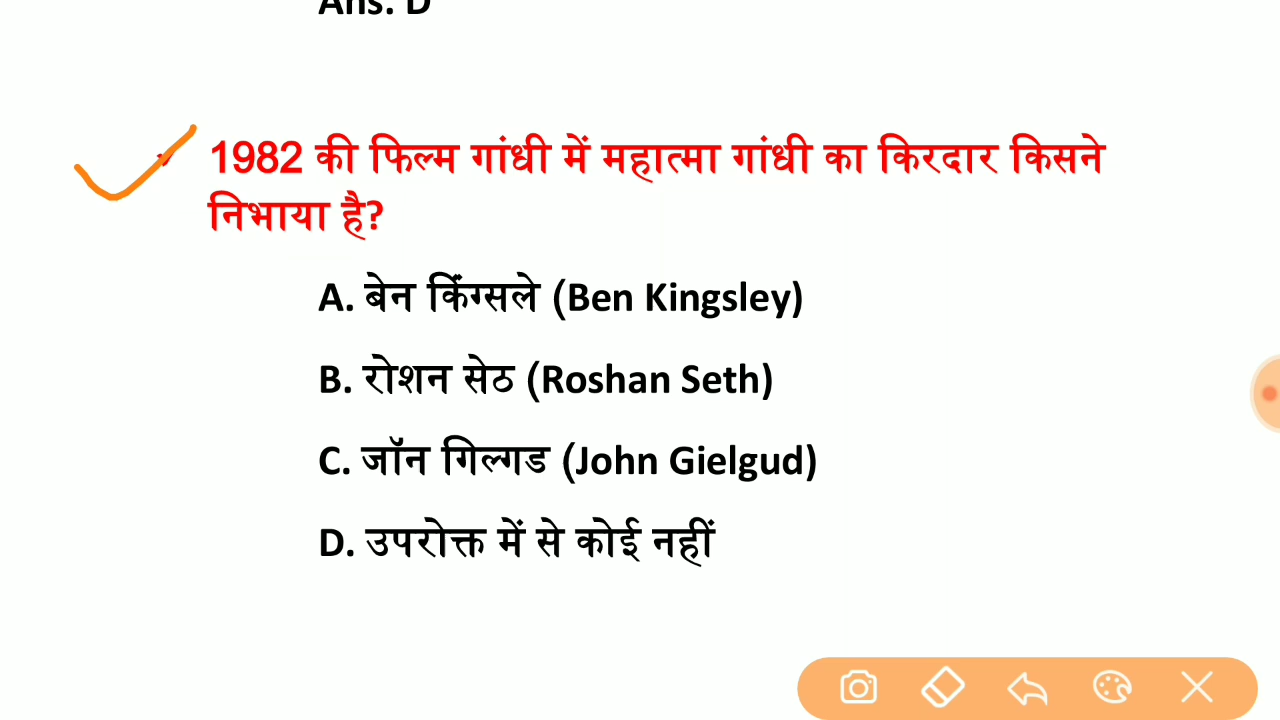 Ans. D
1982 की फिल्म गांधी में महात्मा गांधी का किरदार किसने
निभाया है?
A. बेन किंग्सले (Ben Kingsley)
B. रोशन सेठ (Roshan Seth)
C. जॉन गिल्गड (John Gielgud)
D. उपरोक्त में से कोई नहीं